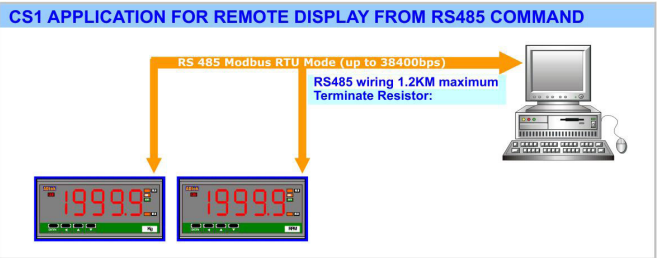 CS1 APPLICATION FOR REMOTE DISPLAY FROM RS485 COMMAND
RS 485 Modbus RTU Mode (up to 38400bps)
RS485 wiring 1.2KM maximum
Terminate Resistor:
1999.9
1999.9
RPM